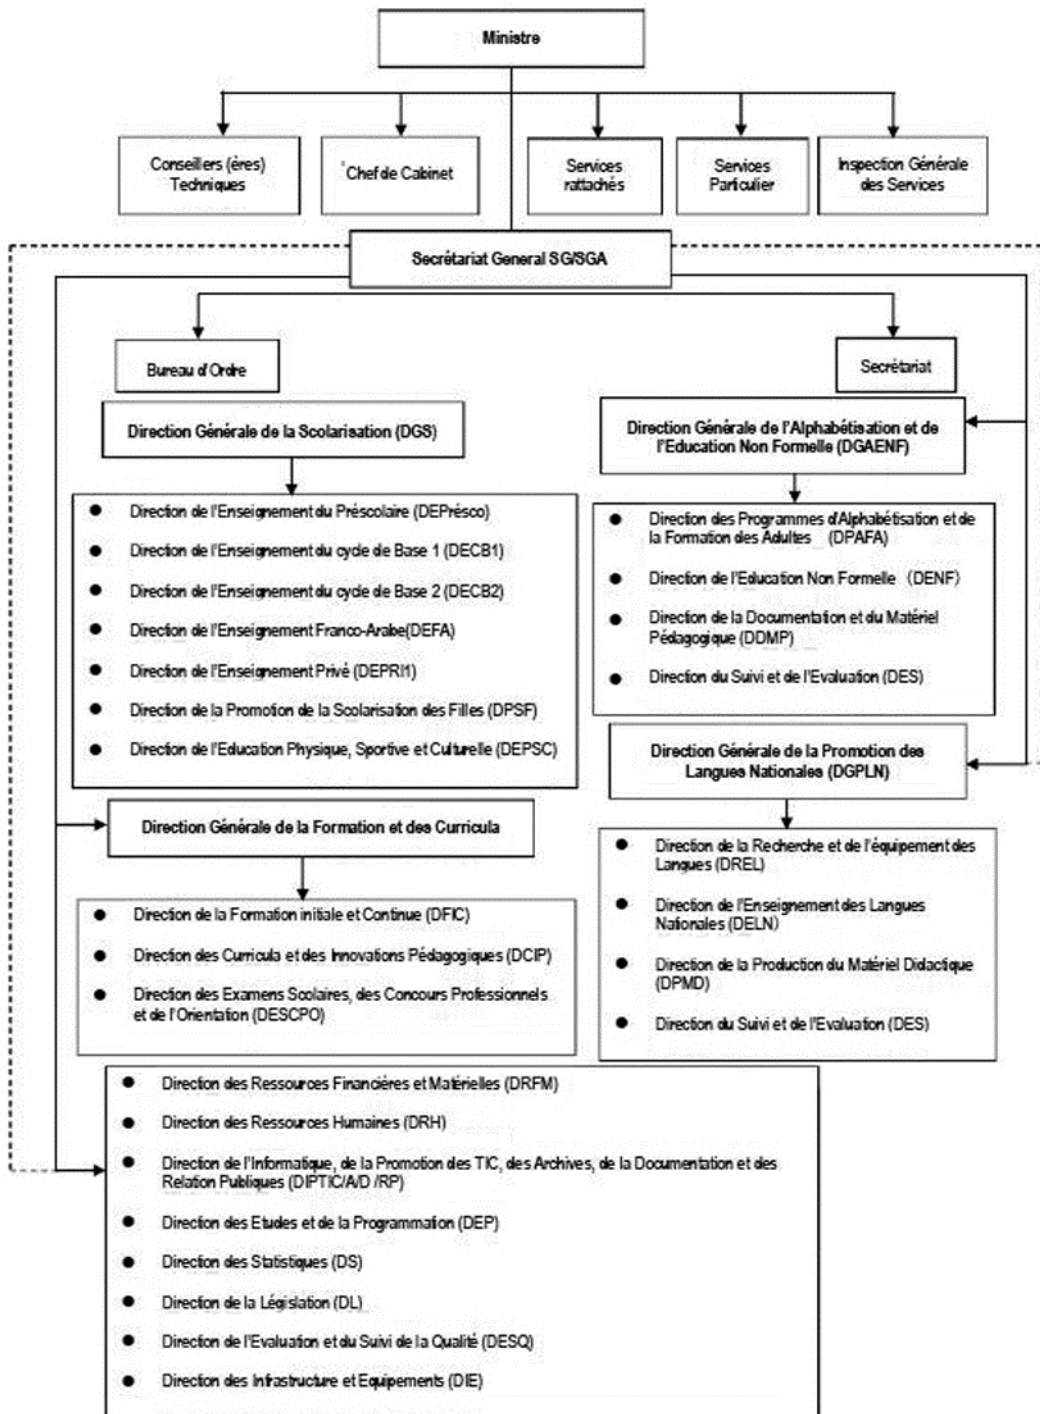 Ministre
Conseillers (ères)
Techniques
Chef de Cabinet
Services
rattachés
Services
Particulier
Inspection Générale
des Services
Secrétariat General SG/SGA
Bureau d'Ordre
Secrétariat
Direction Générale de la Scolarisation (DGS)
● Direction de l'Enseignement du Préscolaire (DEPrésco)
● Direction de l'Enseignement du cycle de Base 1 (DECB1)
● Direction de l'Enseignement du cycle de Base 2 (DECB2)
● Direction de l'Enseignement Franco-Arabe(DEFA)
● Direction de l'Enseignement Privé (DEPRI1)
● Direction de la Promotion de la Scolarisation des Filles (DPSF)
● Direction de l'Education Physique, Sportive et Culturelle (DEPSC)
Direction Générale de l'Alphabétisation et de
l'Education Non Formelle (DGAENF)
● Direction des Programmes d'Alphabétisation et de
la Formation des Adultes (DPAFA)
● Direction de l'Education Non Formelle (DENF)
● Direction de la Documentation et du Matériel
Pédagogique (DDMP)
● Direction du Suivi et de l'Evaluation (DES)
Direction Générale de la Promotion des
Langues Nationales (DGPLN)
● Direction de la Recherche et de l'équipement des
Langues (DREL)
● Direction de l'Enseignement des Langues
Nationales (DELN)
● Direction de la Production du Matériel Didactique
(DPMD)
● Direction du Suivi et de l'Evaluation (DES)
Direction Générale de la Formation et des Curricula
● Direction de la Formation initiale et Continue (DFIC)
● Direction des Curricula et des Innovations Pédagogiques (DCIP)
● Direction des Examens Scolaires, des Concours Professionnels
et de l'Orientation (DESCPO)
● Direction des Ressources Financières et Matérielles (DRFM)
● Direction des Ressources Humaines (DRH)
● Direction de l'Informatique, de la Promotion des TIC, des Archives, de la Documentation et des
Relation Publiques (DIPTIC/A/D /RP)
● Direction des Etudes et de la Programmation (DEP)
● Direction des Statistiques (DS)
● Direction de la Législation (DL)
● Direction de l'Evaluation et du Suivi de la Qualité (DESQ)
● Direction des Infrastructure et Equipements (DIE)